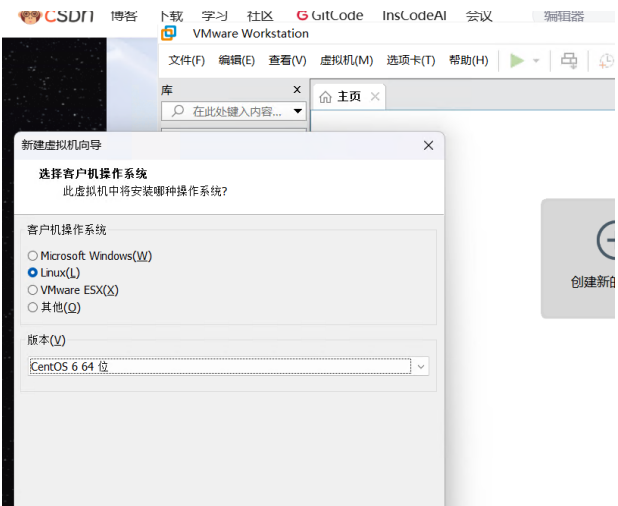 CSDN 博客 下载 学习 社区 GitCode InsCodeAI 会议 编辑器
VMware Workstation
文件(F) 编辑(E) 查看(V) 虚拟机(M) 选项卡(T) 帮助(H)
库 x 主页
在此处键入内容...
新建虚拟机向导
选择客户机操作系统
此虚拟机中将安装哪种操作系统?
客户机操作系统
Microsoft Windows(W)
Linux(L)
VMware ESX(X)
其他(O)
创建新的
版本(V)
CentOS 6 64 位